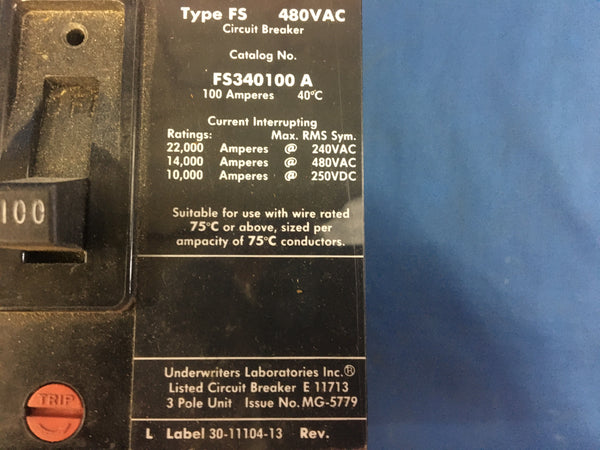 Type FS 480VAC
Circuit Breaker
Catalog No.
FS340100 A
100 Amperes 40°C
Current Interrupting
Ratings: Max. RMS Sym.
22,000 Amperes @ 240VAC
14,000 Amperes @ 480VAC
10,000 Amperes @ 250VDC
100
Suitable for use with wire rated
75°C or above, sized per
ampacity of 75°C conductors.
Underwriters Laboratories Inc.®
Listed Circuit Breaker E 11713
3 Pole Unit Issue No. MG-5779
TRIP
L Label 30-11104-13 Rev.